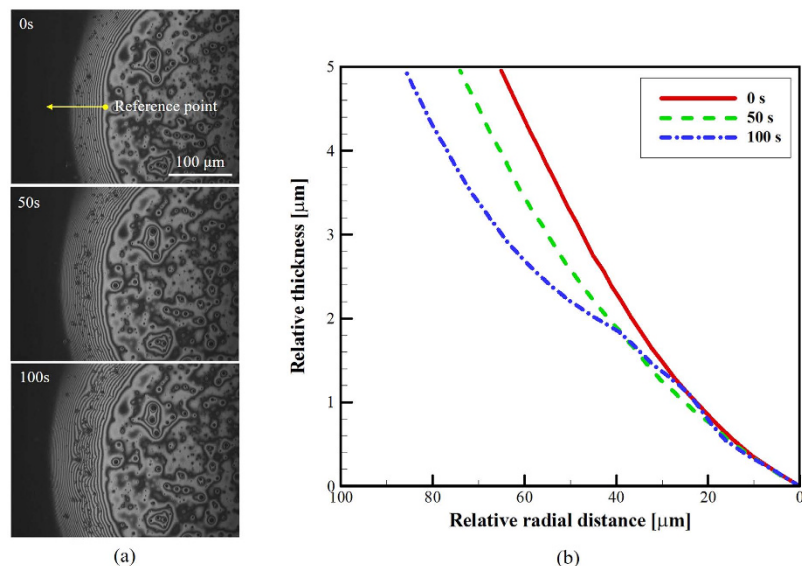 0s
Reference point
100 μm
50s
100s
(a)
5
4
3
2
1
0
Relative thickness [μm]
100
80
60
40
20
0
Relative radial distance [μm]
0 s
50 s
100 s
(b)